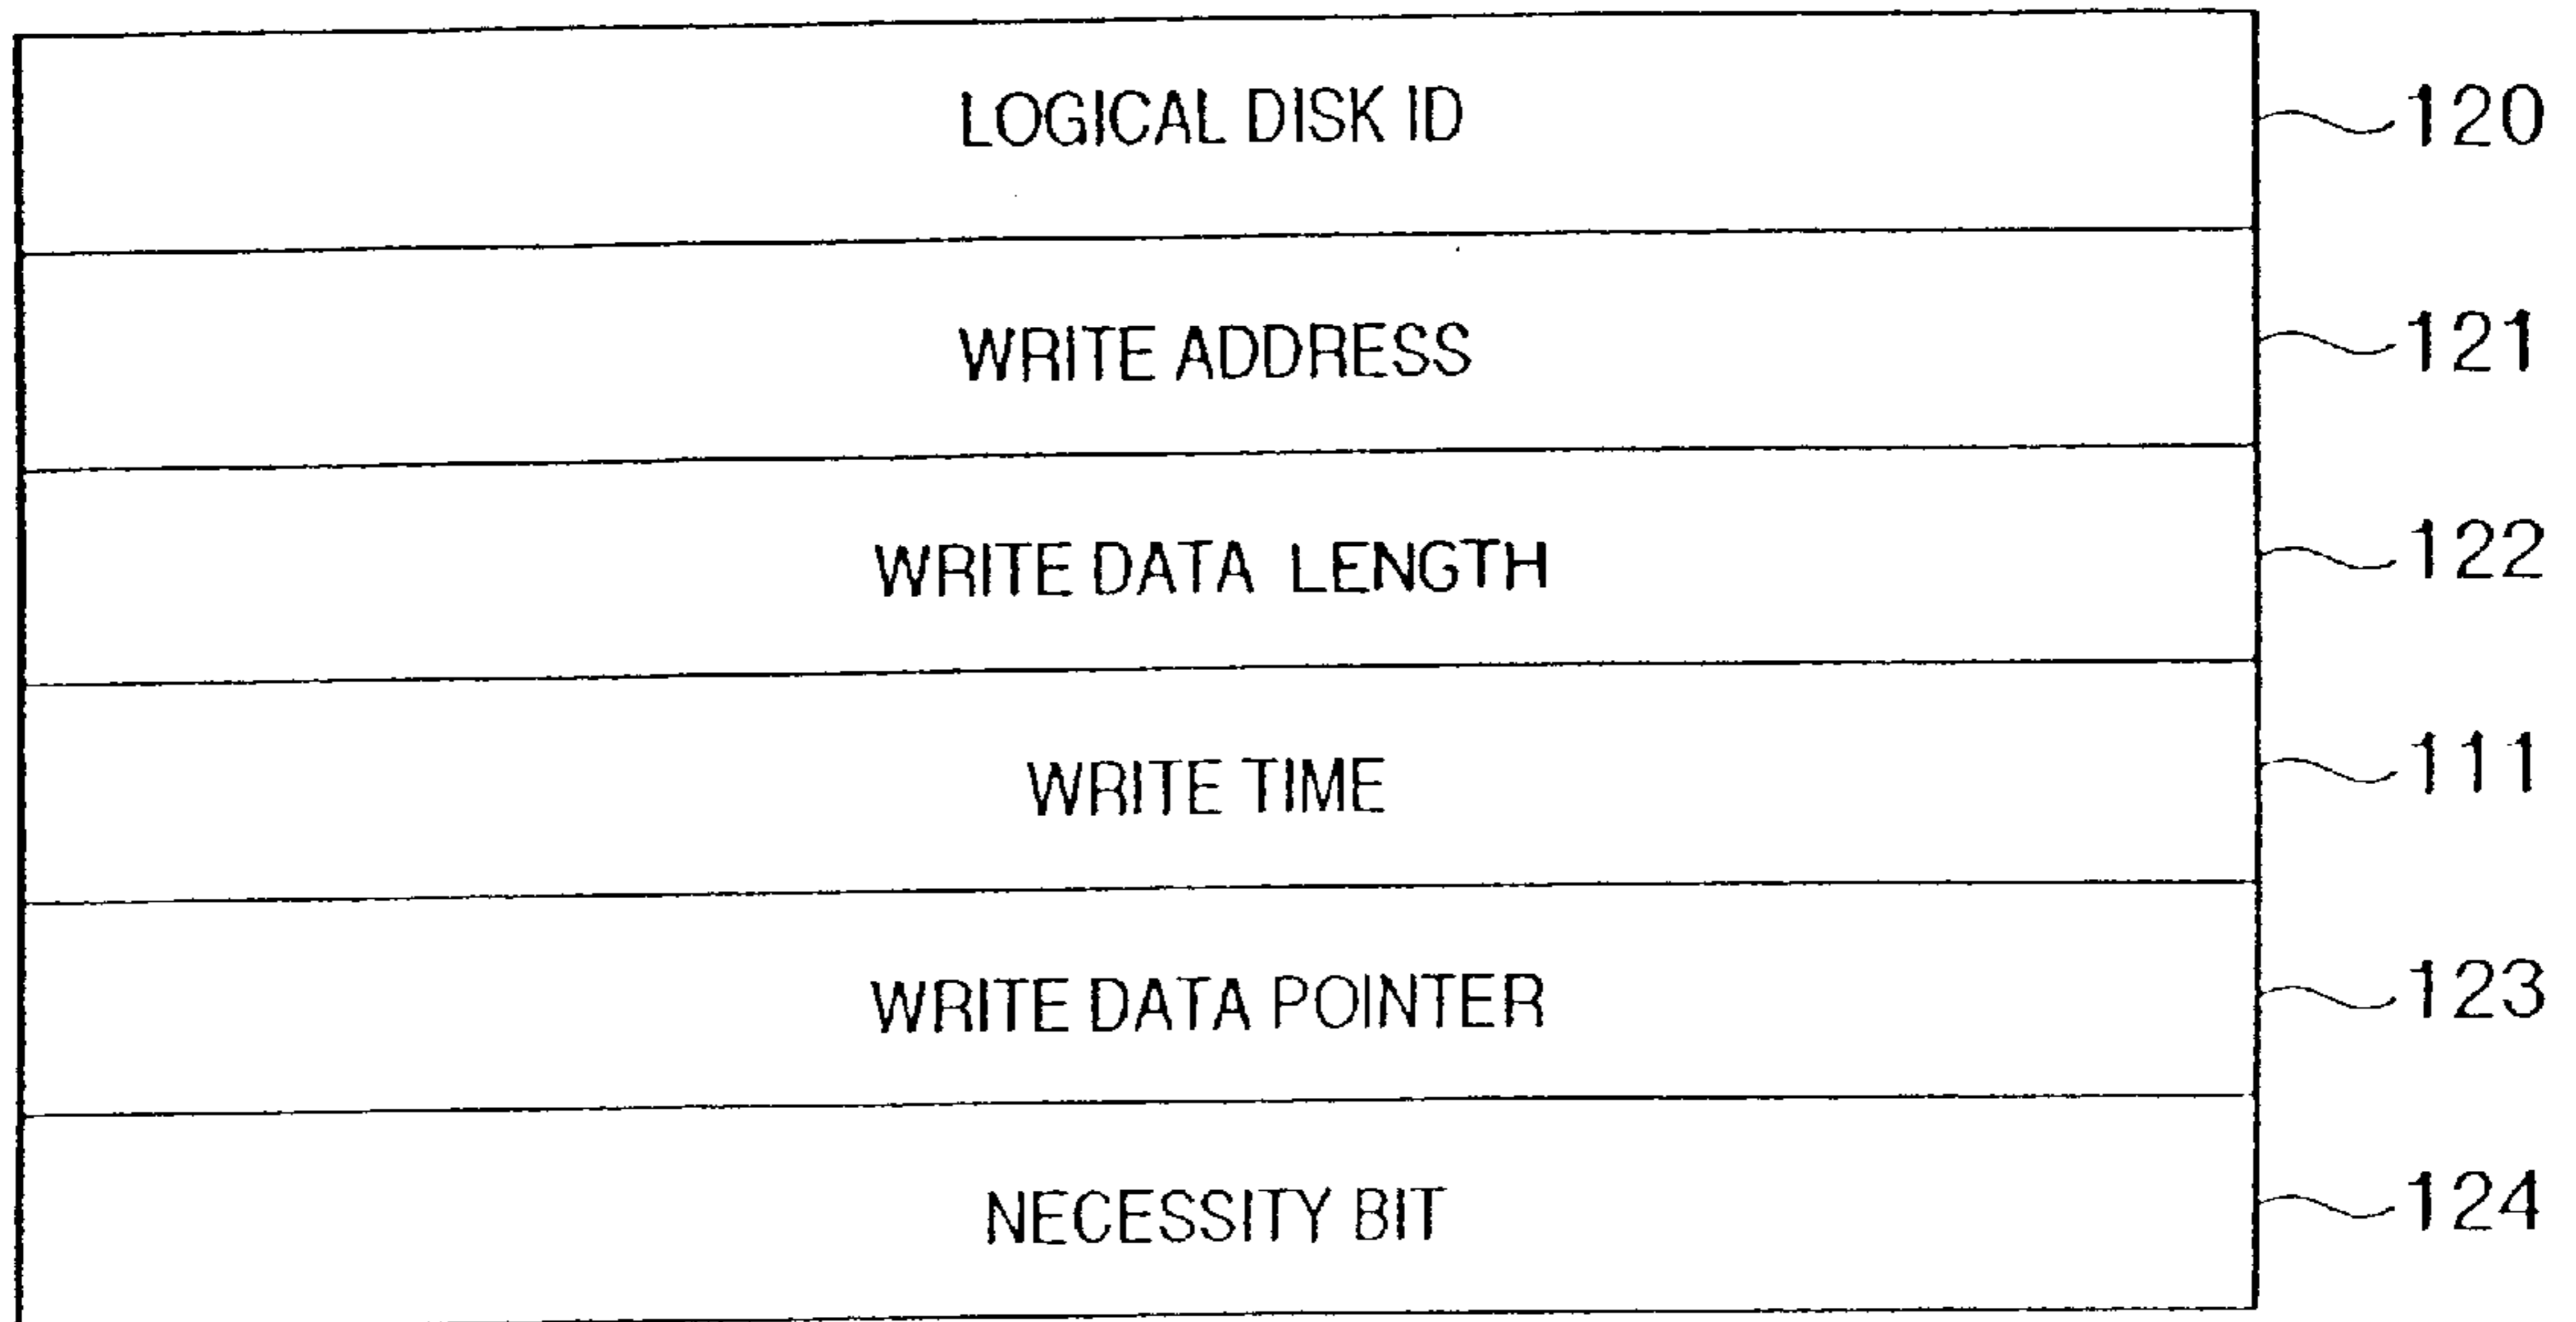 LOGICAL DISK ID 120
WRITE ADDRESS 121
WRITE DATA LENGTH 122
WRITE TIME 111
WRITE DATA POINTER 123
NECESSITY BIT 124